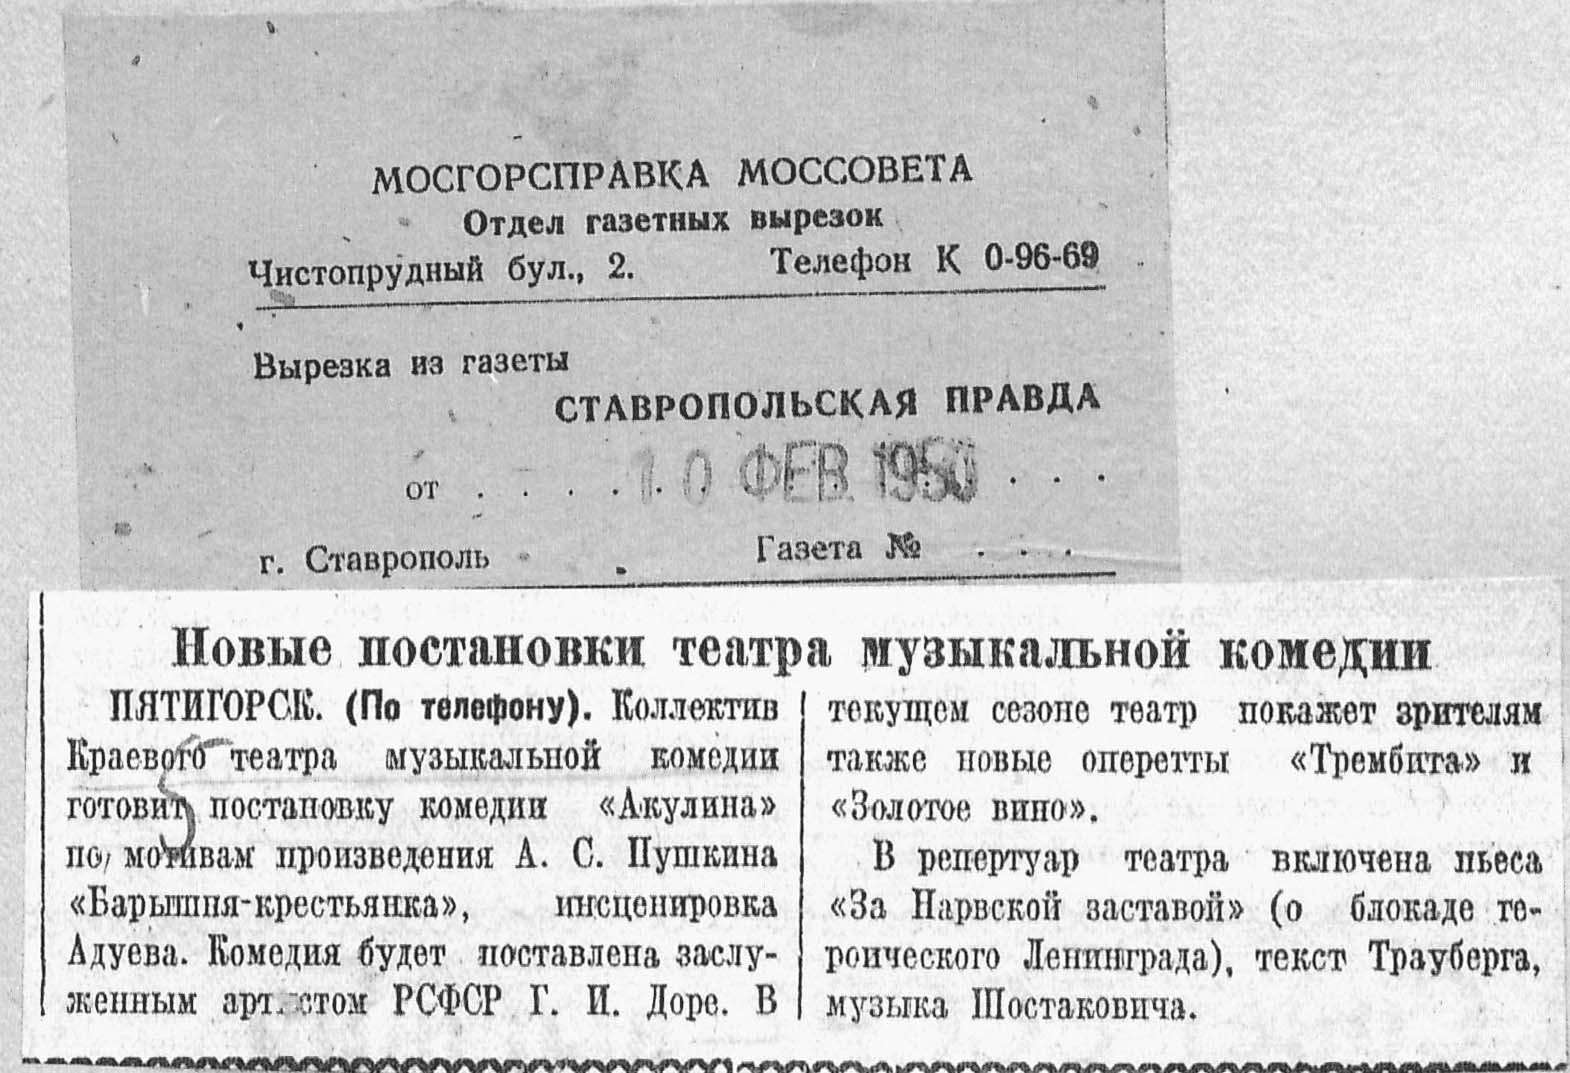 МОСГОРСПРАВКА МОССОВЕТА
Отдел газетных вырезок
Чистопрудный бул., 2. Телефон К 0-96-69
Вырезка из газеты
СТАВРОПОЛЬСКАЯ ПРАВДА
от . . . . 10 ФЕВ. 1950 . . .
г. Ставрополь Газета № . . .
Новые постановки театра музыкальной комедии
ПЯТИГОРСК. (По телефону). Коллектив
Краевого театра музыкальной комедии
готовит постановку комедии «Акулина»
по мотивам произведения А. С. Пушкина
«Барышня-крестьянка», инсценировка
Адуева. Комедия будет поставлена заслу-
женным артистом РСФСР Г. И. Доре. В
текущем сезоне театр покажет зрителям
также новые оперетты «Трембита» и
«Золотое вино».
В репертуар театра включена пьеса
«За Нарвской заставой» (о блокаде ге-
роического Ленинграда), текст Трауберга,
музыка Шостаковича.